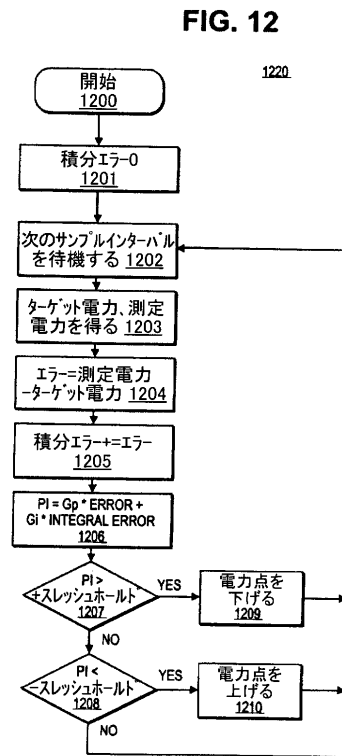 FIG. 12
1220
開始
1200
積分エラー0
1201
次のサンプルインターバル
を待機する 1202
ターゲット電力、測定
電力を得る 1203
エラー=測定電力
-ターゲット電力 1204
積分エラー+=エラー
1205
PI = Gp * ERROR +
Gi * INTEGRAL ERROR
1206
PI >
+スレッシュホールド
1207
YES
電力点を
下げる
1209
NO
PI <
-スレッシュホールド
1208
YES
電力点を
上げる
1210
NO